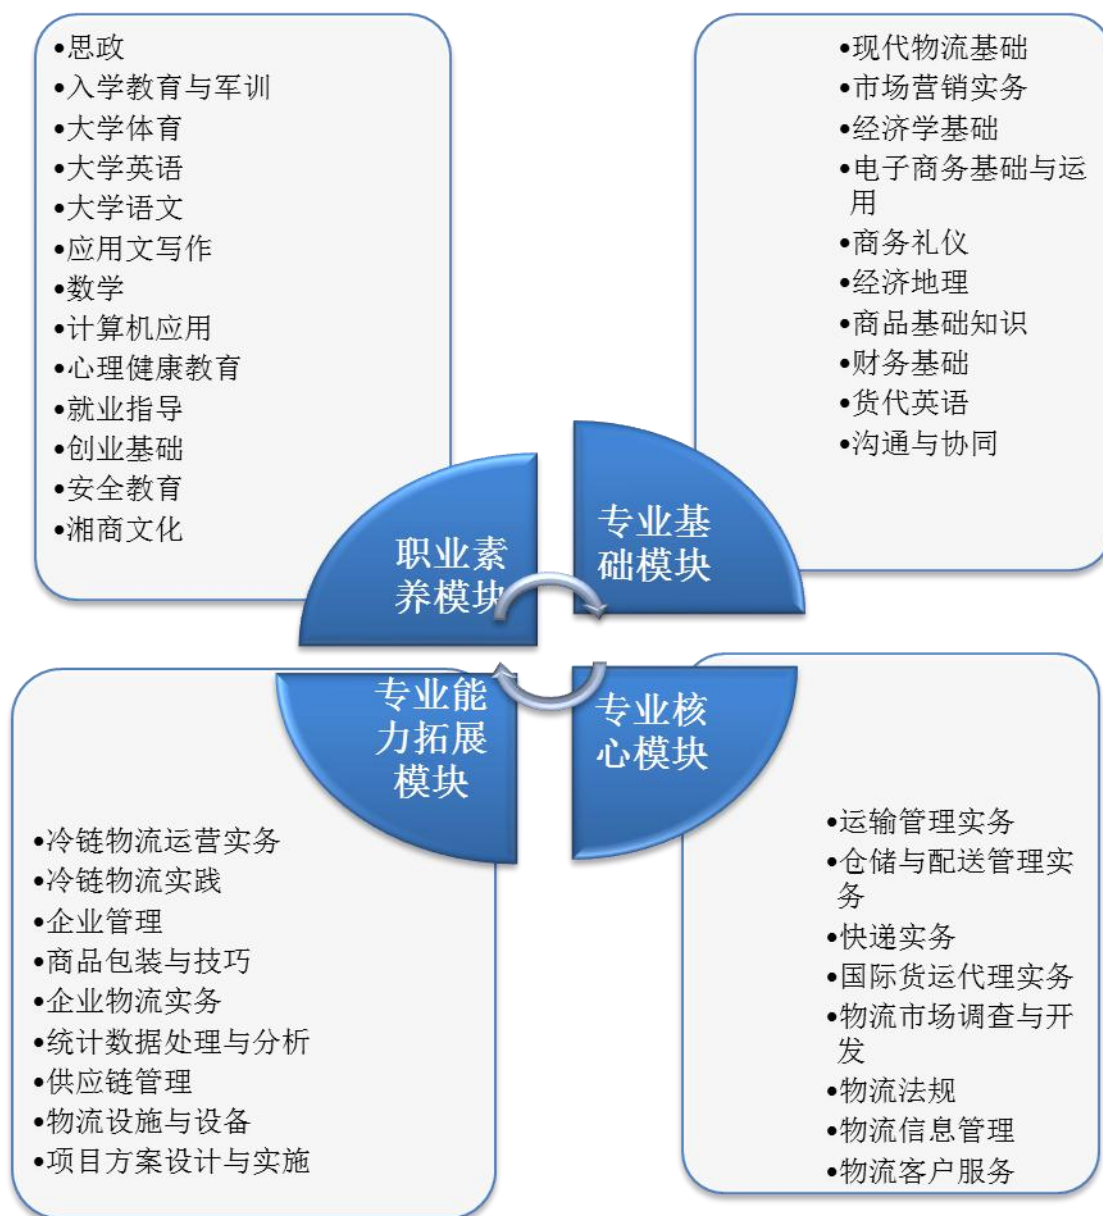 •思政
•入学教育与军训
•大学体育
•大学英语
•大学语文
•应用文写作
•数学
•计算机应用
•心理健康教育
•就业指导
•创业基础
•安全教育
•湘商文化
•现代物流基础
•市场营销实务
•经济学基础
•电子商务基础与运
用
•商务礼仪
•经济地理
•商品基础知识
•财务基础
•货代英语
•沟通与协同
职业素
养模块
专业基
础模块
专业能
力拓展
模块
专业核
心模块
•冷链物流运营实务
•冷链物流实践
•企业管理
•商品包装与技巧
•企业物流实务
•统计数据处理与分析
•供应链管理
•物流设施与设备
•项目方案设计与实施
•运输管理实务
•仓储与配送管理实
务
•快递实务
•国际货运代理实务
•物流市场调查与开
发
•物流法规
•物流信息管理
•物流客户服务